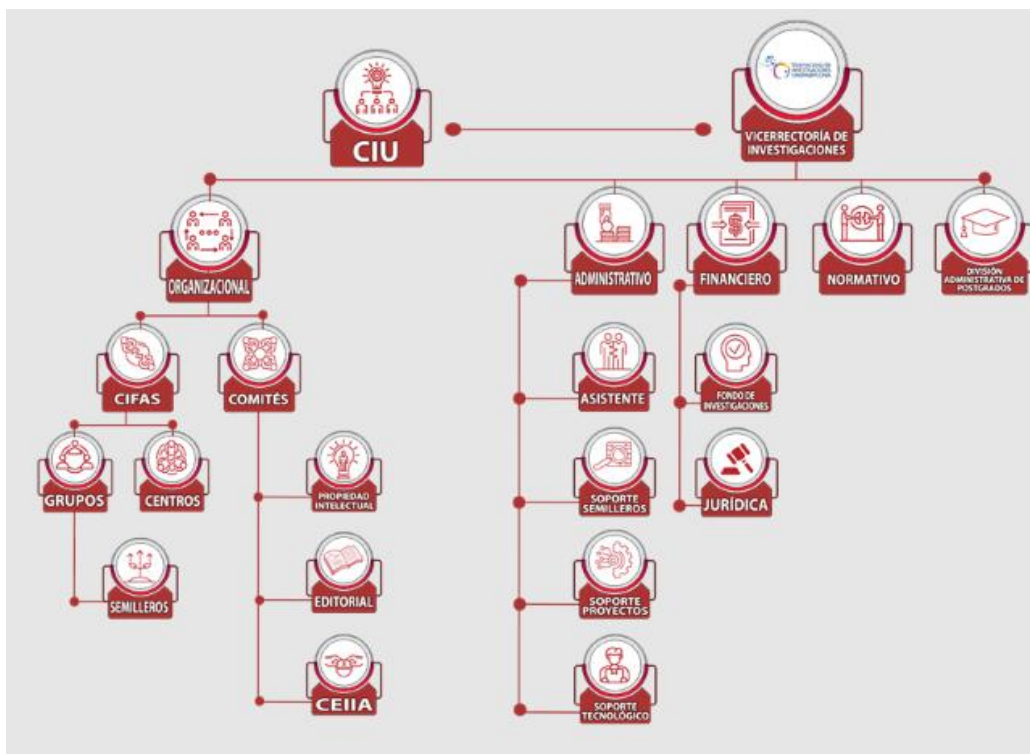 CIU
VICERRECTORÍA DE
INVESTIGACIONES
ORGANIZACIONAL
ADMINISTRATIVO
FINANCIERO
NORMATIVO
DIVISIÓN
ADMINISTRATIVA DE
POSTGRADOS
CIFAS
COMITÉS
ASISTENTE
FONDO DE
INVESTIGACIONES
GRUPOS
CENTROS
PROPIEDAD
INTELECTUAL
SOPORTE
SEMILLEROS
JURÍDICA
SEMILLEROS
EDITORIAL
SOPORTE
PROYECTOS
CEIIA
SOPORTE
TECNOLÓGICO